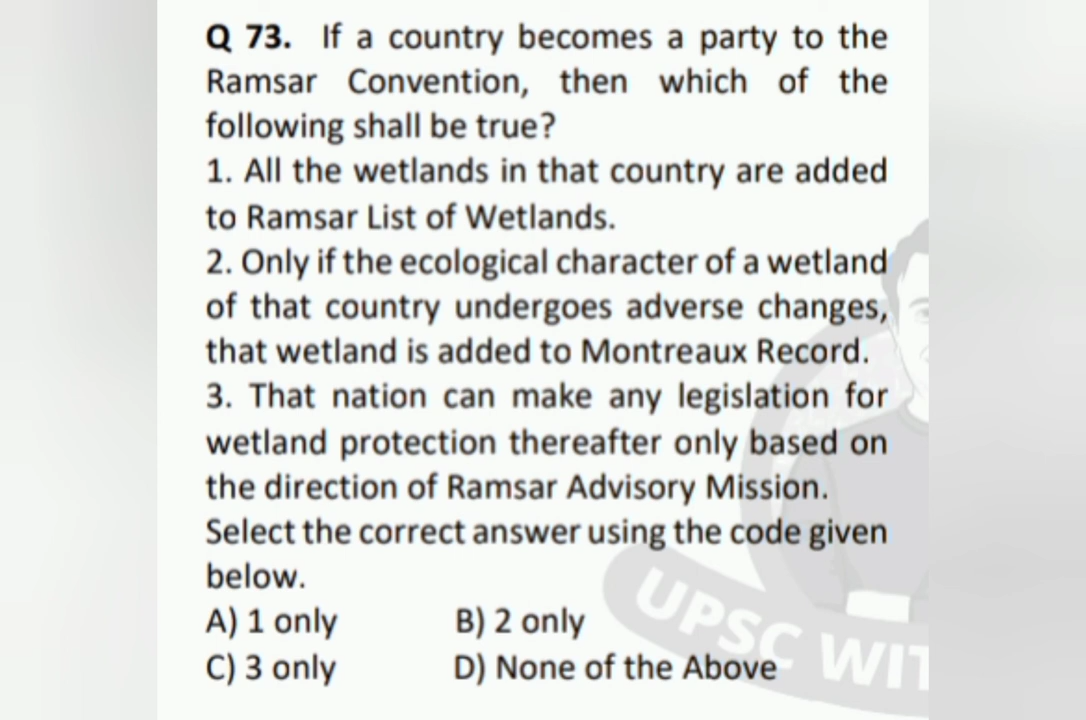 Q 73. If a country becomes a party to the
Ramsar Convention, then which of the
following shall be true?
1. All the wetlands in that country are added
to Ramsar List of Wetlands.
2. Only if the ecological character of a wetland
of that country undergoes adverse changes,
that wetland is added to Montreaux Record.
3. That nation can make any legislation for
wetland protection thereafter only based on
the direction of Ramsar Advisory Mission.
Select the correct answer using the code given
below.
A) 1 only B) 2 only
C) 3 only D) None of the Above
UPSC WIT